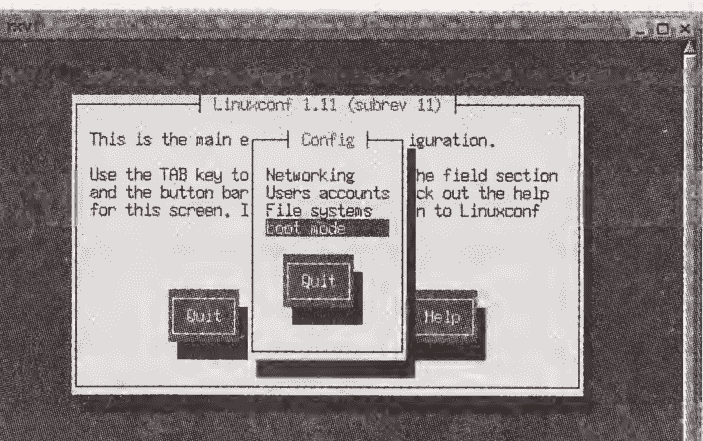 rxvt
Linuxconf 1.11 (subrev 11)
This is the main e
iguration.
Use the TAB key to
he field section
and the button bar
ck out the help
for this screen. I
n to Linuxconf
Config
Networking
Users accounts
File systems
boot mode
Quit
Quit
Help